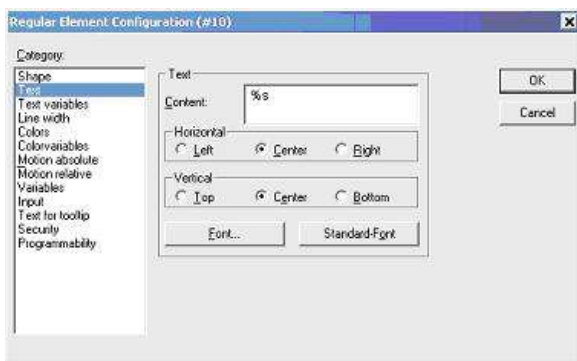 Regular Element Configuration (#10)
Category:
Shape
Text
Text variables
Line width
Colors
Colorvariables
Motion absolute
Motion relative
Variables
Input
Text for tooltip
Security
Programmability
Text
Content:
%s
Horizontal
Left
Center
Right
Vertical
Top
Center
Bottom
Font...
Standard-Font
OK
Cancel